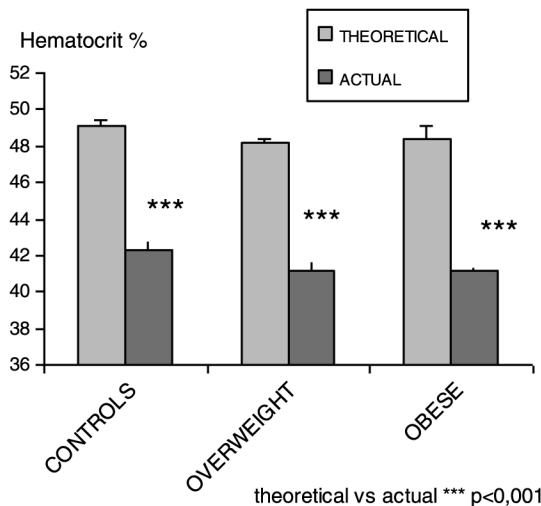 Hematocrit %
THEORETICAL
ACTUAL
52
50
48
46
44
42
40
38
36
***
***
***
CONTROLS
OVERWEIGHT
OBESE
theoretical vs actual *** p<0,001